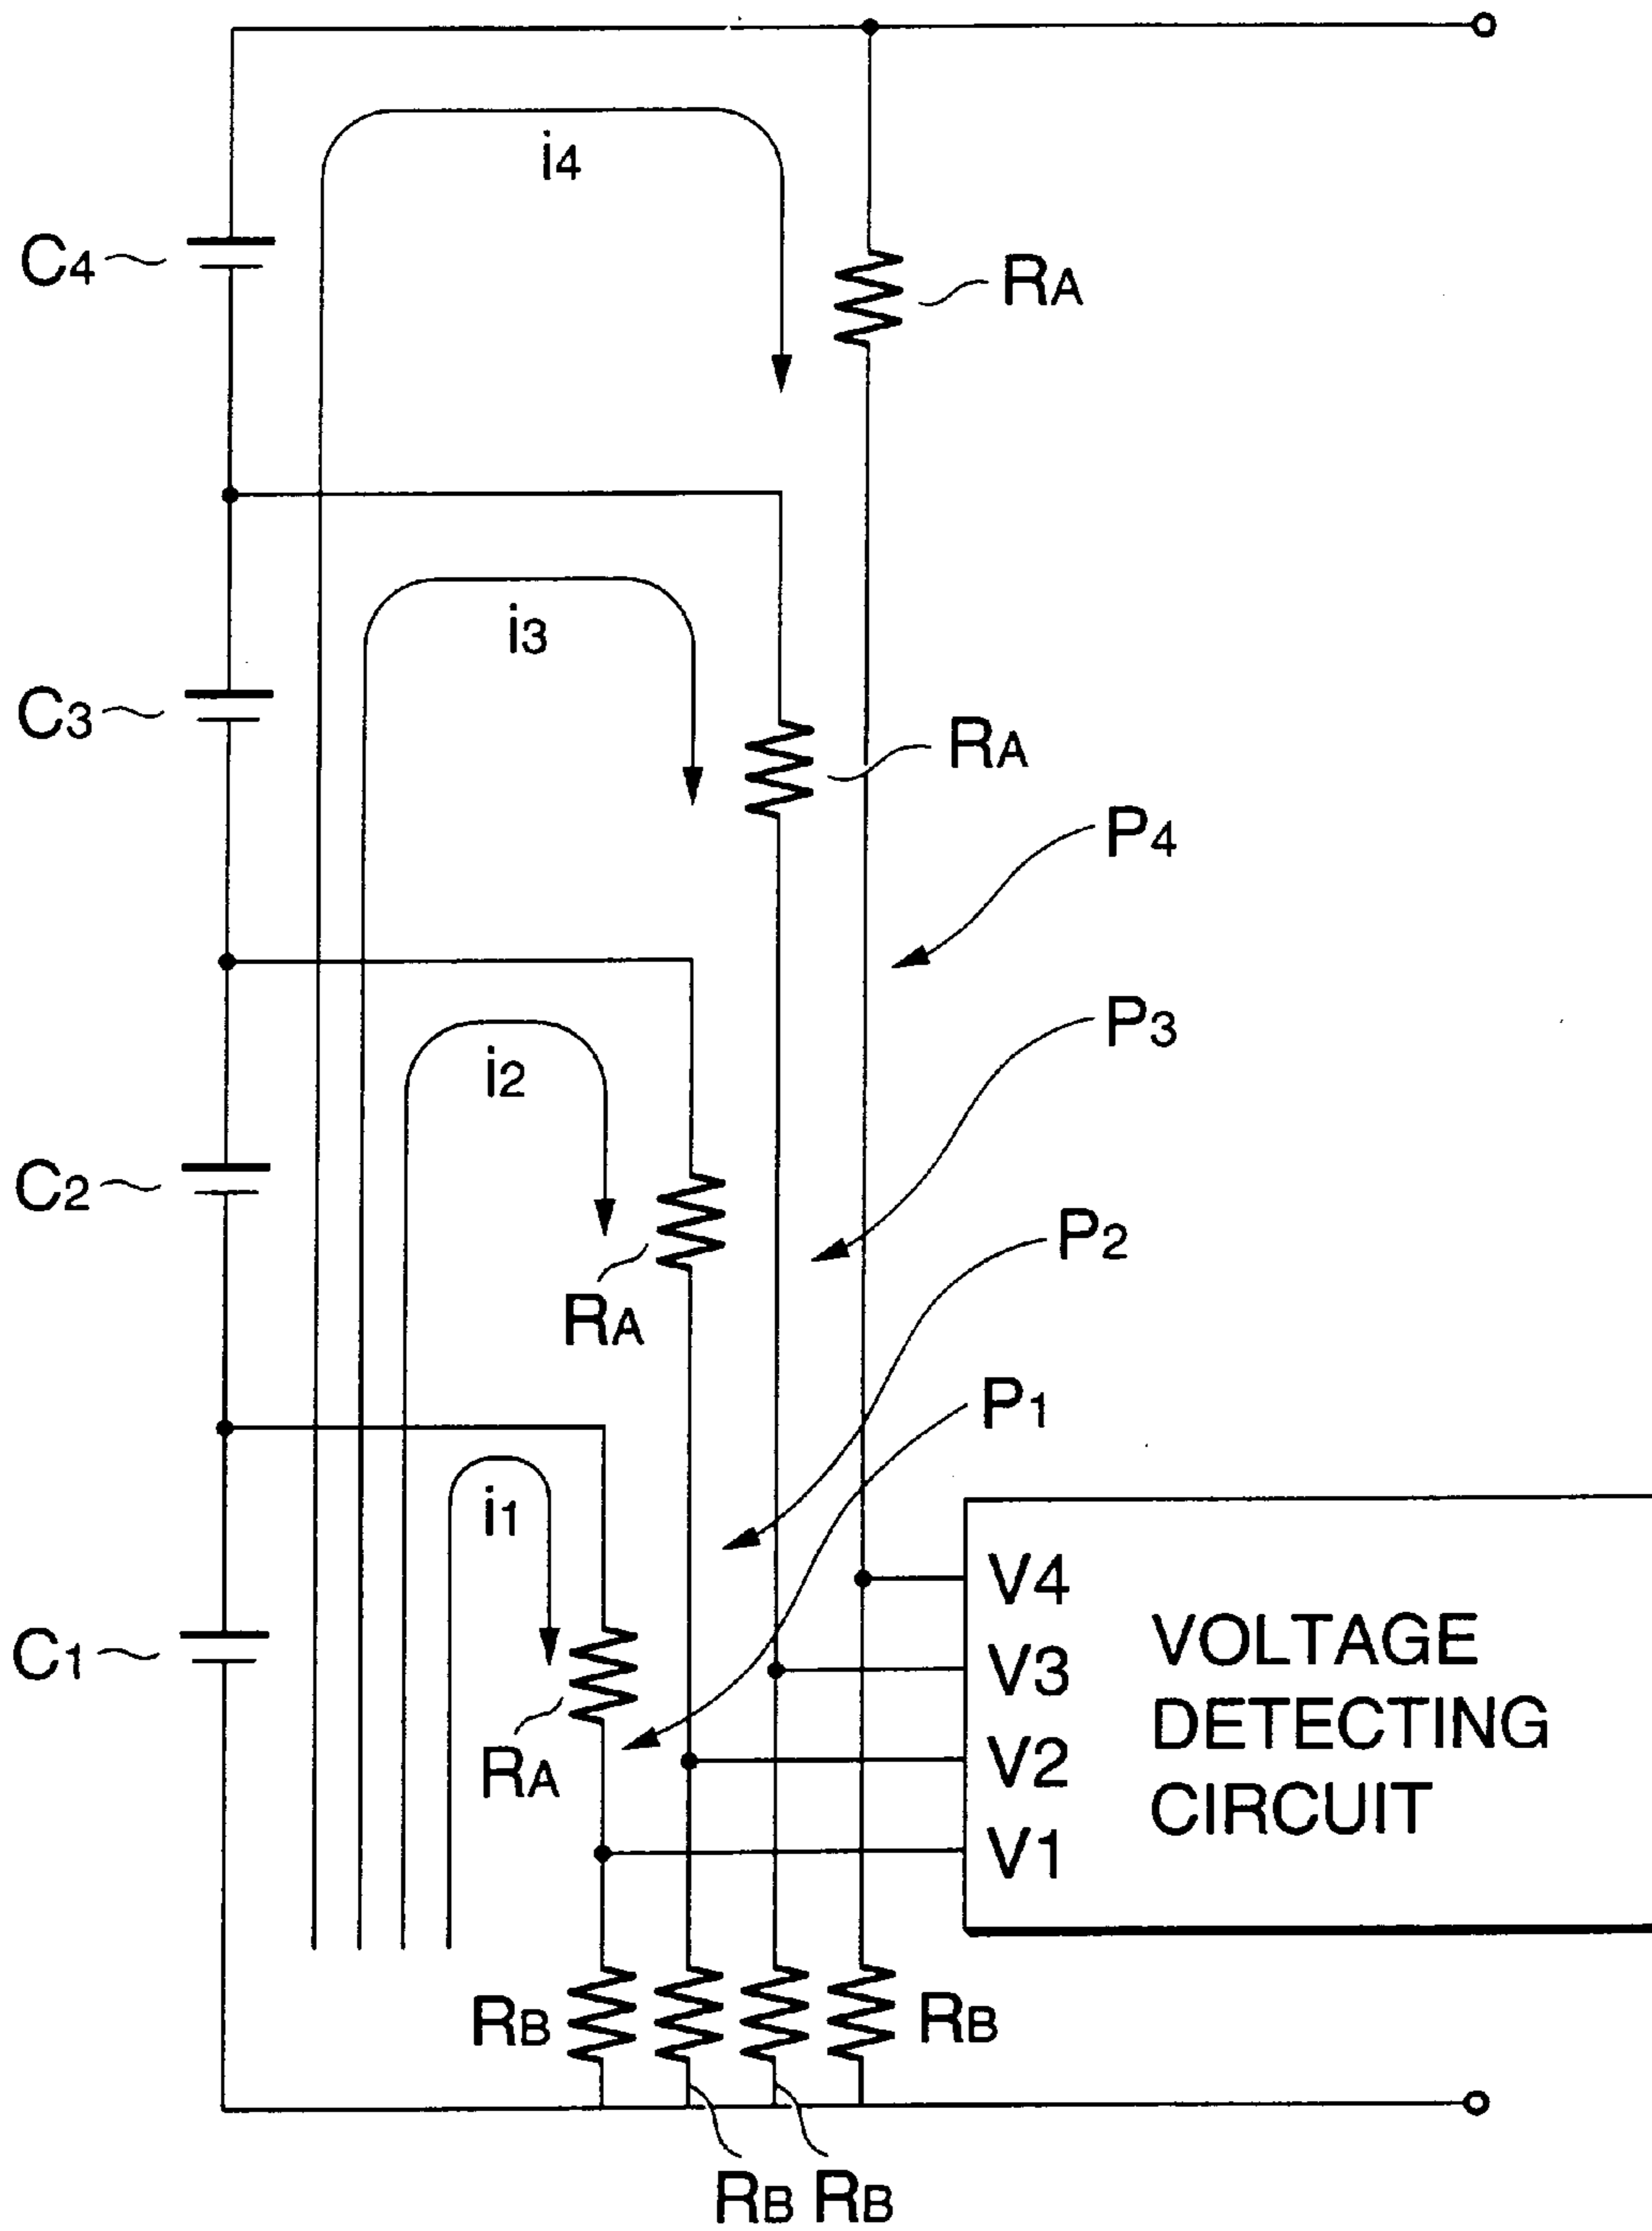 i4
C4
RA
i3
C3
RA
P4
P3
i2
C2
P2
RA
P1
i1
V4
C1
VOLTAGE
V3
DETECTING
RA
V2
CIRCUIT
V1
RB
RB
RB RB